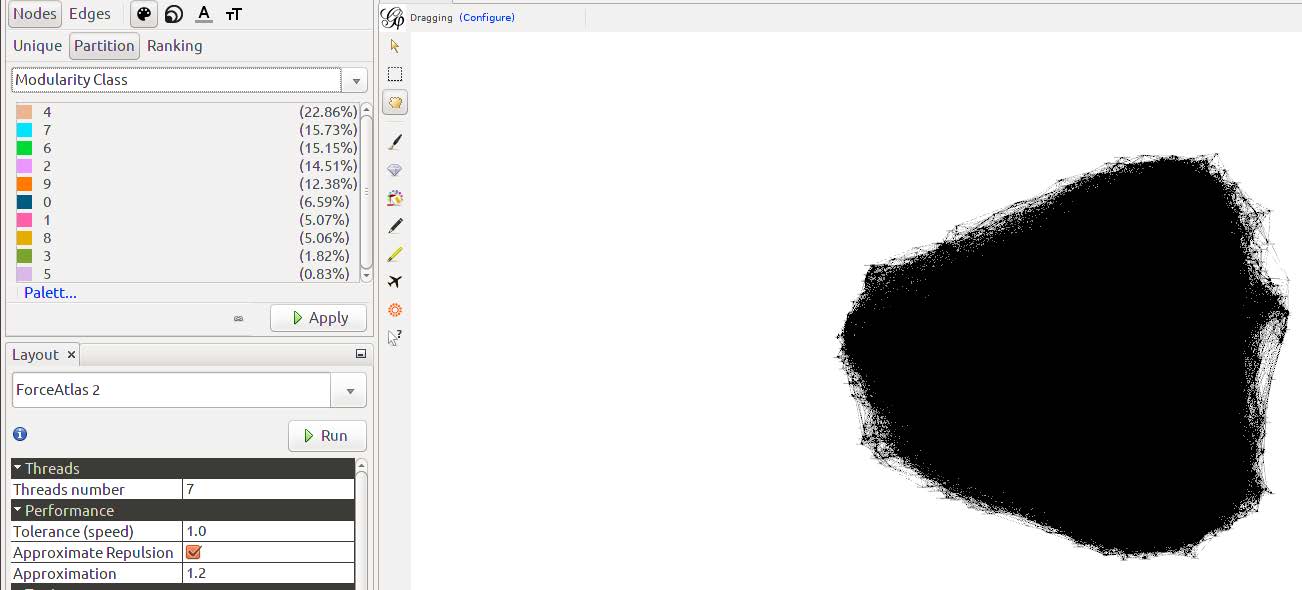 Nodes Edges A тT
Dragging (Configure)
Unique Partition Ranking
Modularity Class
4 (22.86%)
7 (15.73%)
6 (15.15%)
2 (14.51%)
9 (12.38%)
0 (6.59%)
1 (5.07%)
8 (5.06%)
3 (1.82%)
5 (0.83%)
Palett...
Apply
Layout
ForceAtlas 2
Run
Threads
Threads number 7
Performance
Tolerance (speed) 1.0
Approximate Repulsion
Approximation 1.2